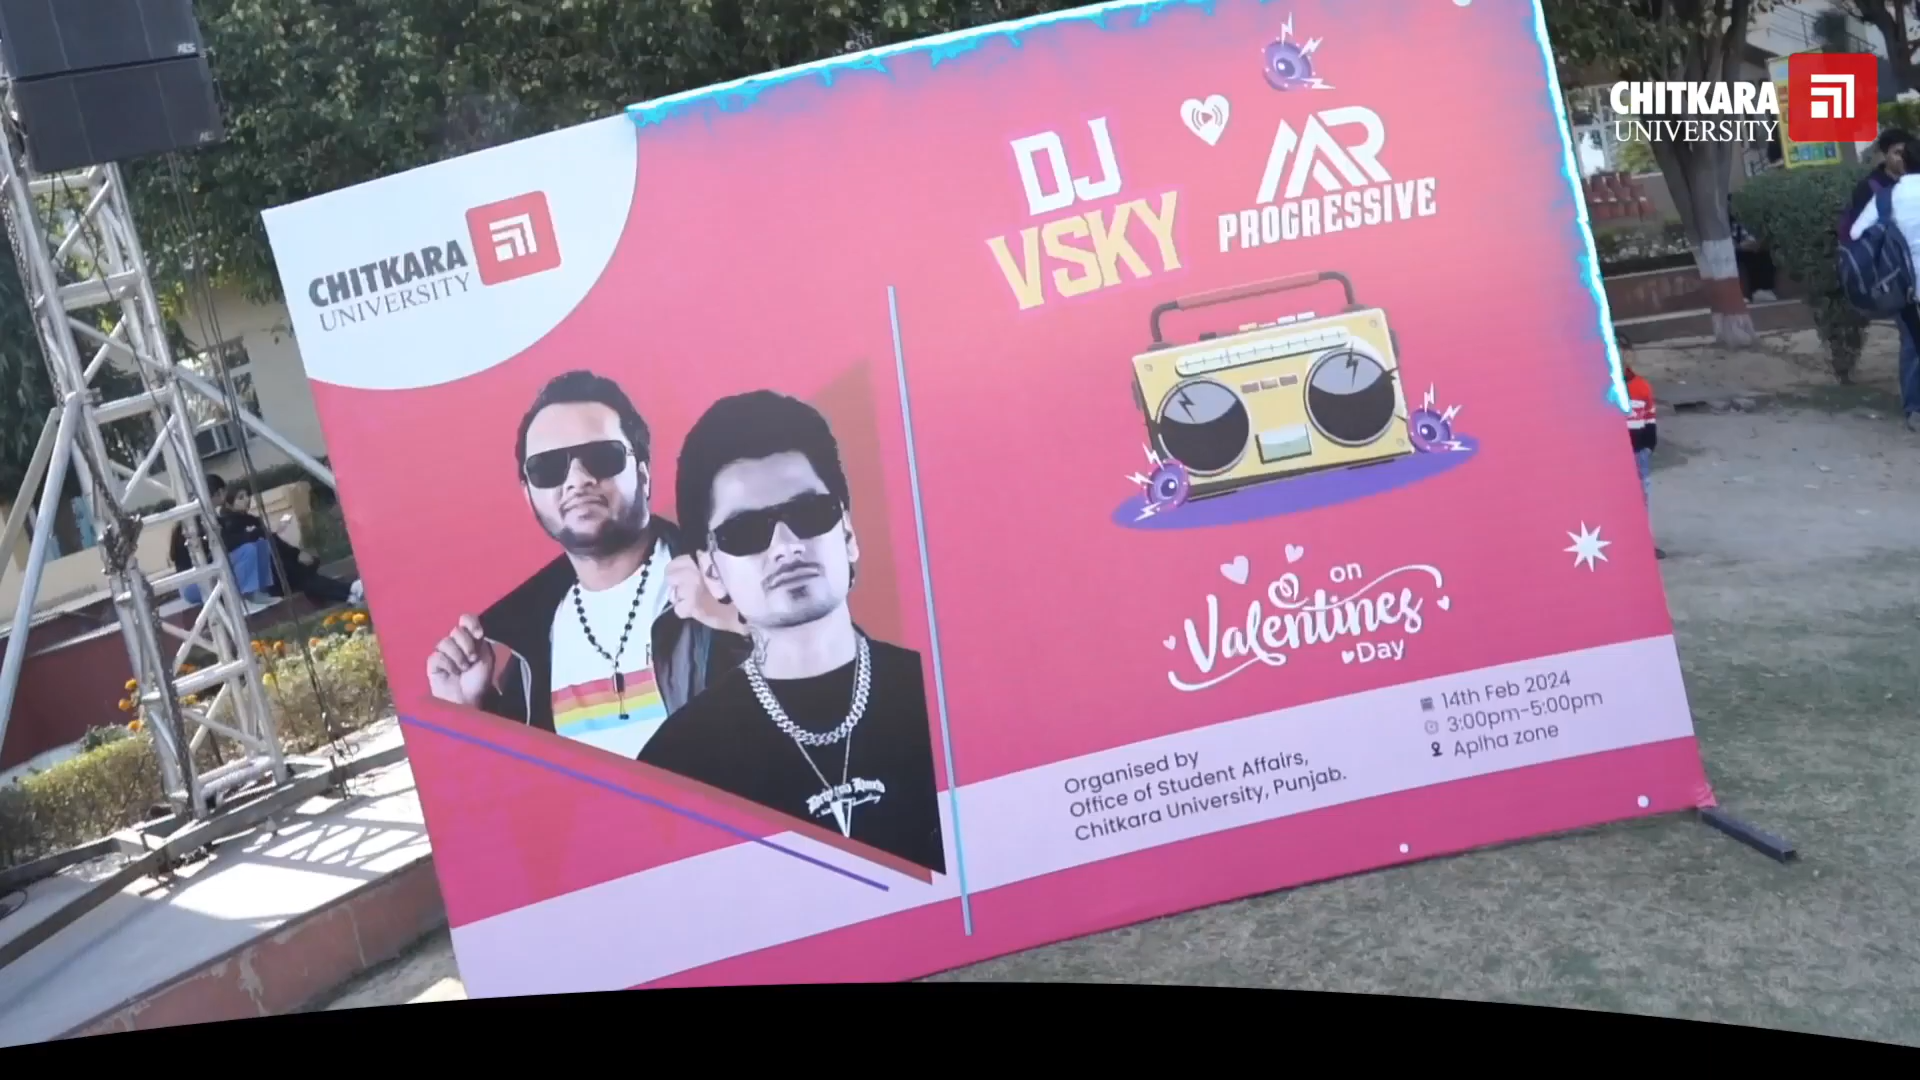 CHITKARA
UNIVERSITY
CHITKARA
UNIVERSITY
DJ
VSKY
MR
PROGRESSIVE
on
Valentines
Day
Organised by
Office of Student Affairs,
Chitkara University, Punjab.
14th Feb 2024
3:00pm-5:00pm
Aplha zone